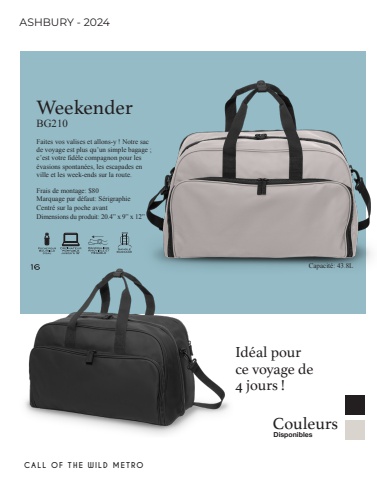 ASHBURY - 2024
Weekender
BG210
Faites vos valises et allons-y ! Notre sac
de voyage est plus qu'un simple bagage ;
c'est votre fidèle compagnon pour les
évasions spontanées, les escapades en
ville et les week-ends sur la route.
Frais de montage: $80
Marquage par défaut: Sérigraphie
Centré sur la poche avant
Dimensions du produit: 20.4" x 9" x 12"
16
Capacité: 43.8L
Idéal pour
ce voyage de
4 jours !
Couleurs
Disponibles
CALL OF THE WILD METRO